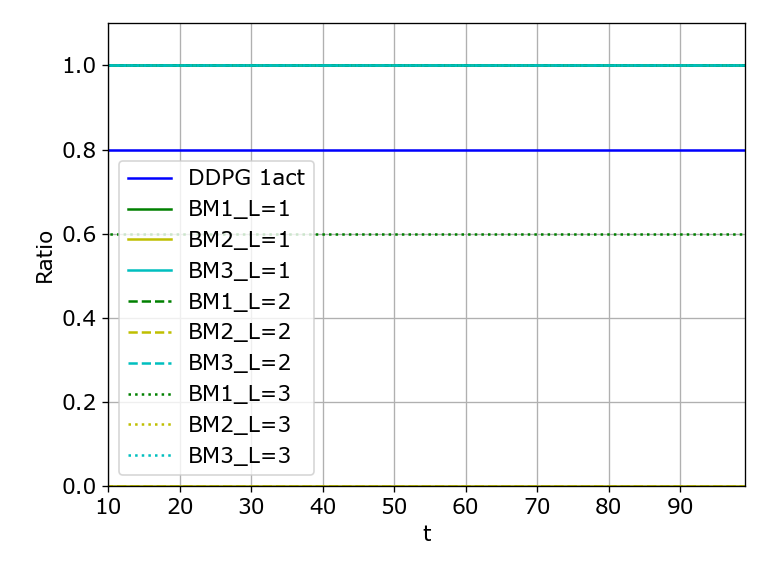 1.0
0.8
0.6
0.4
0.2
0.0
Ratio
DDPG 1act
BM1_L=1
BM2_L=1
BM3_L=1
BM1_L=2
BM2_L=2
BM3_L=2
BM1_L=3
BM2_L=3
BM3_L=3
10 20 30 40 50 60 70 80 90
t